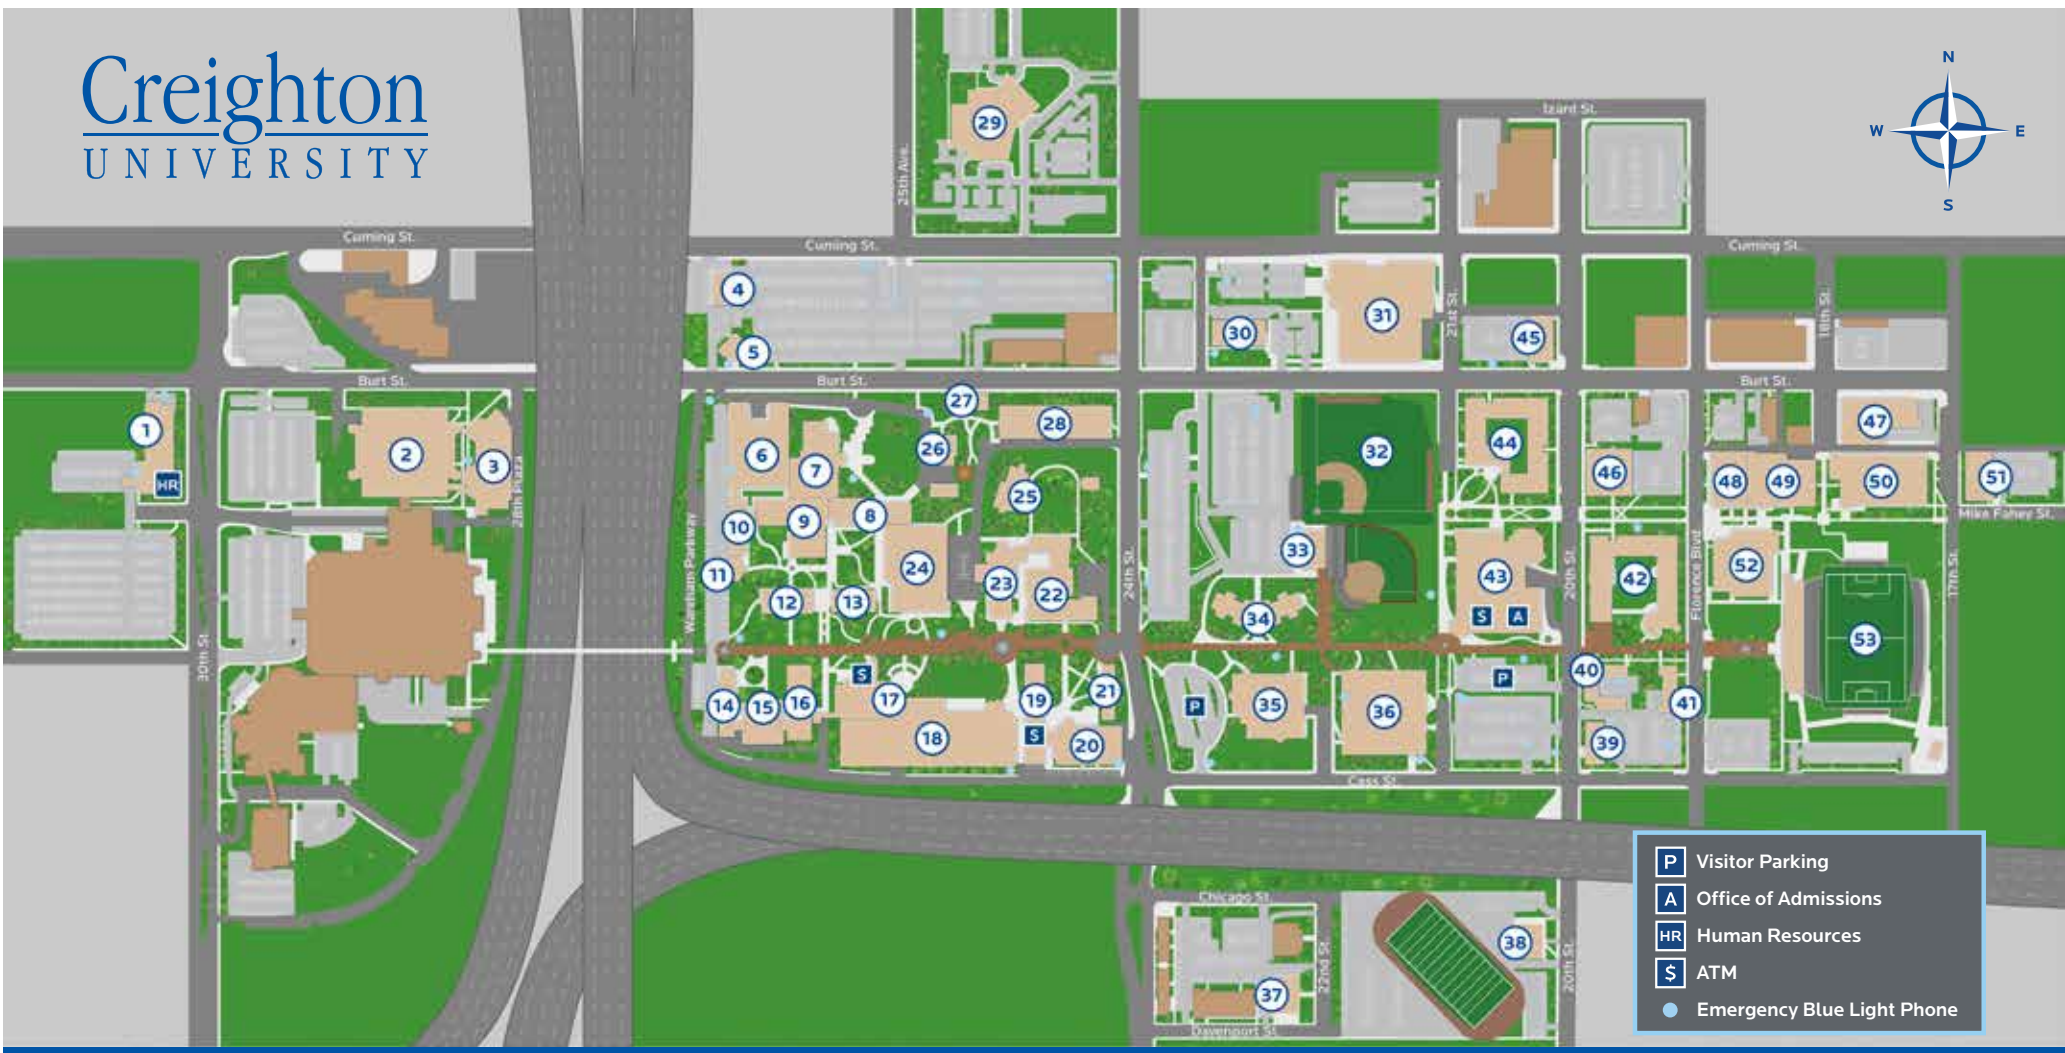 Creighton
UNIVERSITY
N
W
E
S
Izard St.
25th Ave.
29
Cuming St.
Cuming St.
Cuming St.
4
5
30
31
21st St.
45
18th St.
Burt St.
Burt St.
Burt St.
1
HR
2
3
28th Plaza
6
7
8
9
10
11
12
13
24
23
22
25
26
27
28
24th St.
32
33
34
44
43
S
A
20th St.
46
42
Florence Blvd
48
49
47
50
51
Mike Fahey St.
52
53
17th St.
30th St.
14
15
16
S
17
18
19
S
20
21
P
35
36
P
40
41
39
Cass St.
Chicago St.
22nd St.
37
Davenport St.
38
20th St.
P Visitor Parking
A Office of Admissions
HR Human Resources
$ ATM
Emergency Blue Light Phone